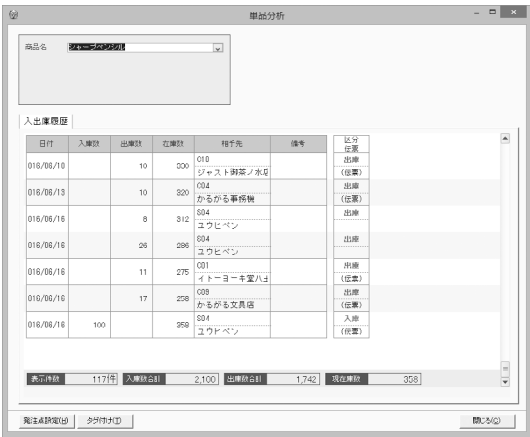 単品分析
商品名 シャープペンシル
入出庫履歴
日付 入庫数 出庫数 在庫数 相手先 備考 区分
伝票
016/06/10 10 330 010 出庫
ジャスト御茶ノ水店 (伝票)
016/06/13 10 320 C04 出庫
かるがる事務機 (伝票)
016/06/16 8 312 S04 出庫
ユウヒペン
016/06/16 26 286 S04 出庫
ユウヒペン
016/06/16 11 275 C01 出庫
イトーヨーキ堂八王 (伝票)
016/06/16 17 258 C09 出庫
かるがる文具店 (伝票)
016/06/16 100 358 S04 入庫
ユウヒペン (伝票)
表示件数 117件 入庫数合計 2,100 出庫数合計 1,742 現在庫数 358
発注点設定(H) タグ付け(T) 閉じる(C)